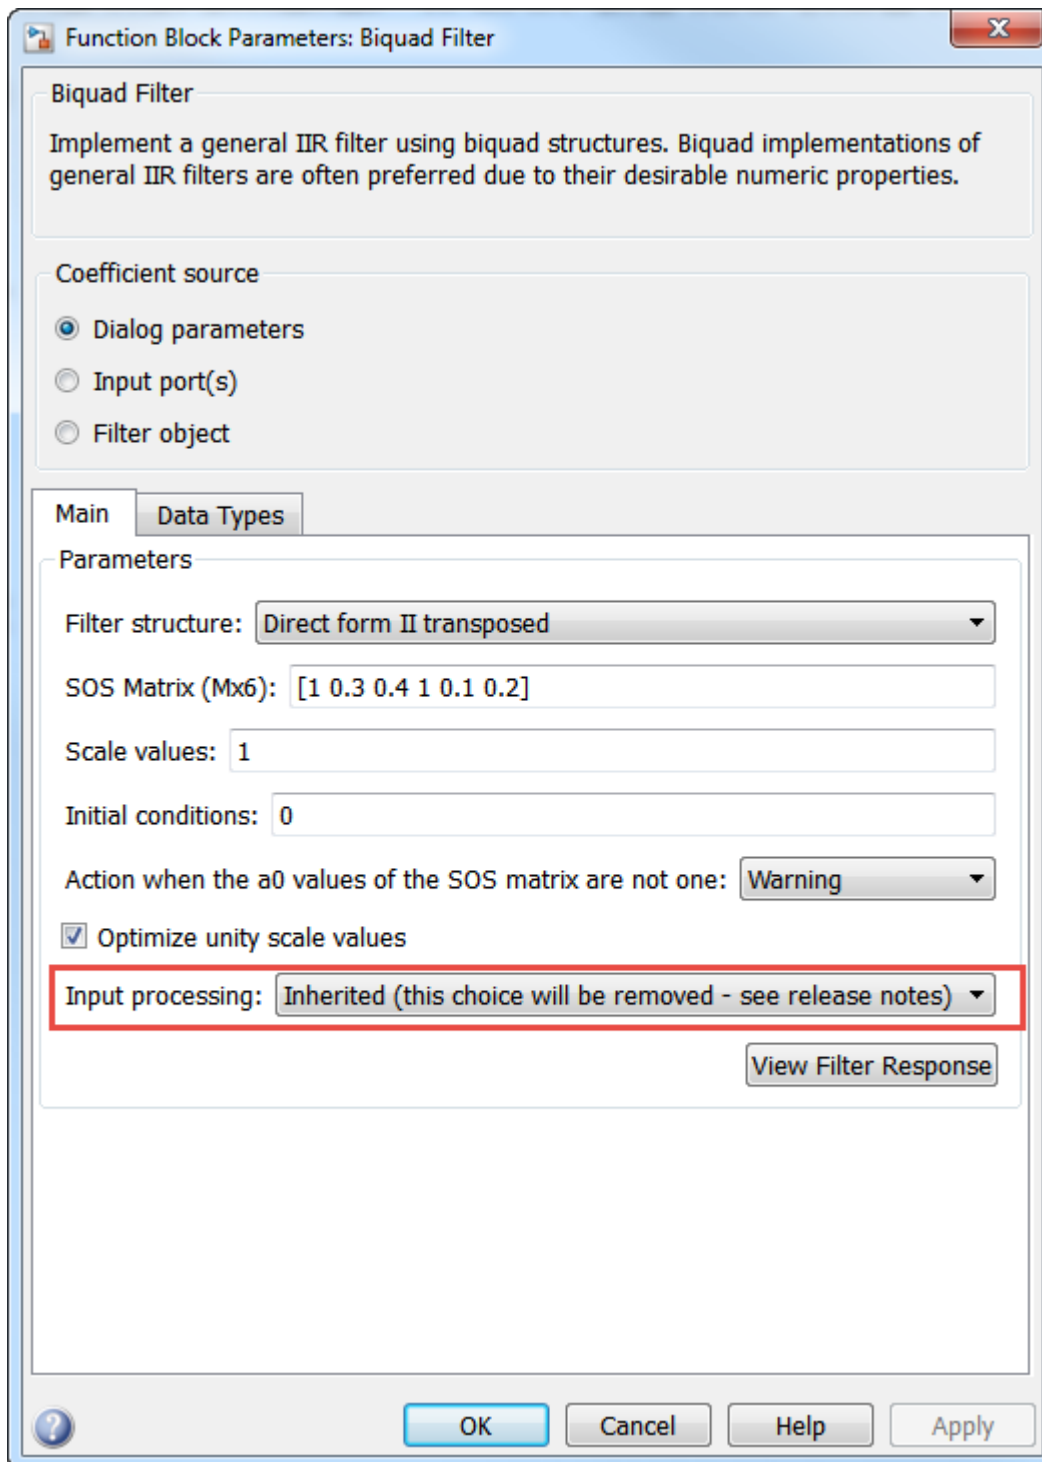 Function Block Parameters: Biquad Filter
Biquad Filter
Implement a general IIR filter using biquad structures. Biquad implementations of
general IIR filters are often preferred due to their desirable numeric properties.
Coefficient source
Dialog parameters
Input port(s)
Filter object
Main Data Types
Parameters
Filter structure: Direct form II transposed
SOS Matrix (Mx6): [1 0.3 0.4 1 0.1 0.2]
Scale values: 1
Initial conditions: 0
Action when the a0 values of the SOS matrix are not one: Warning
Optimize unity scale values
Input processing: Inherited (this choice will be removed - see release notes)
View Filter Response
? OK Cancel Help Apply